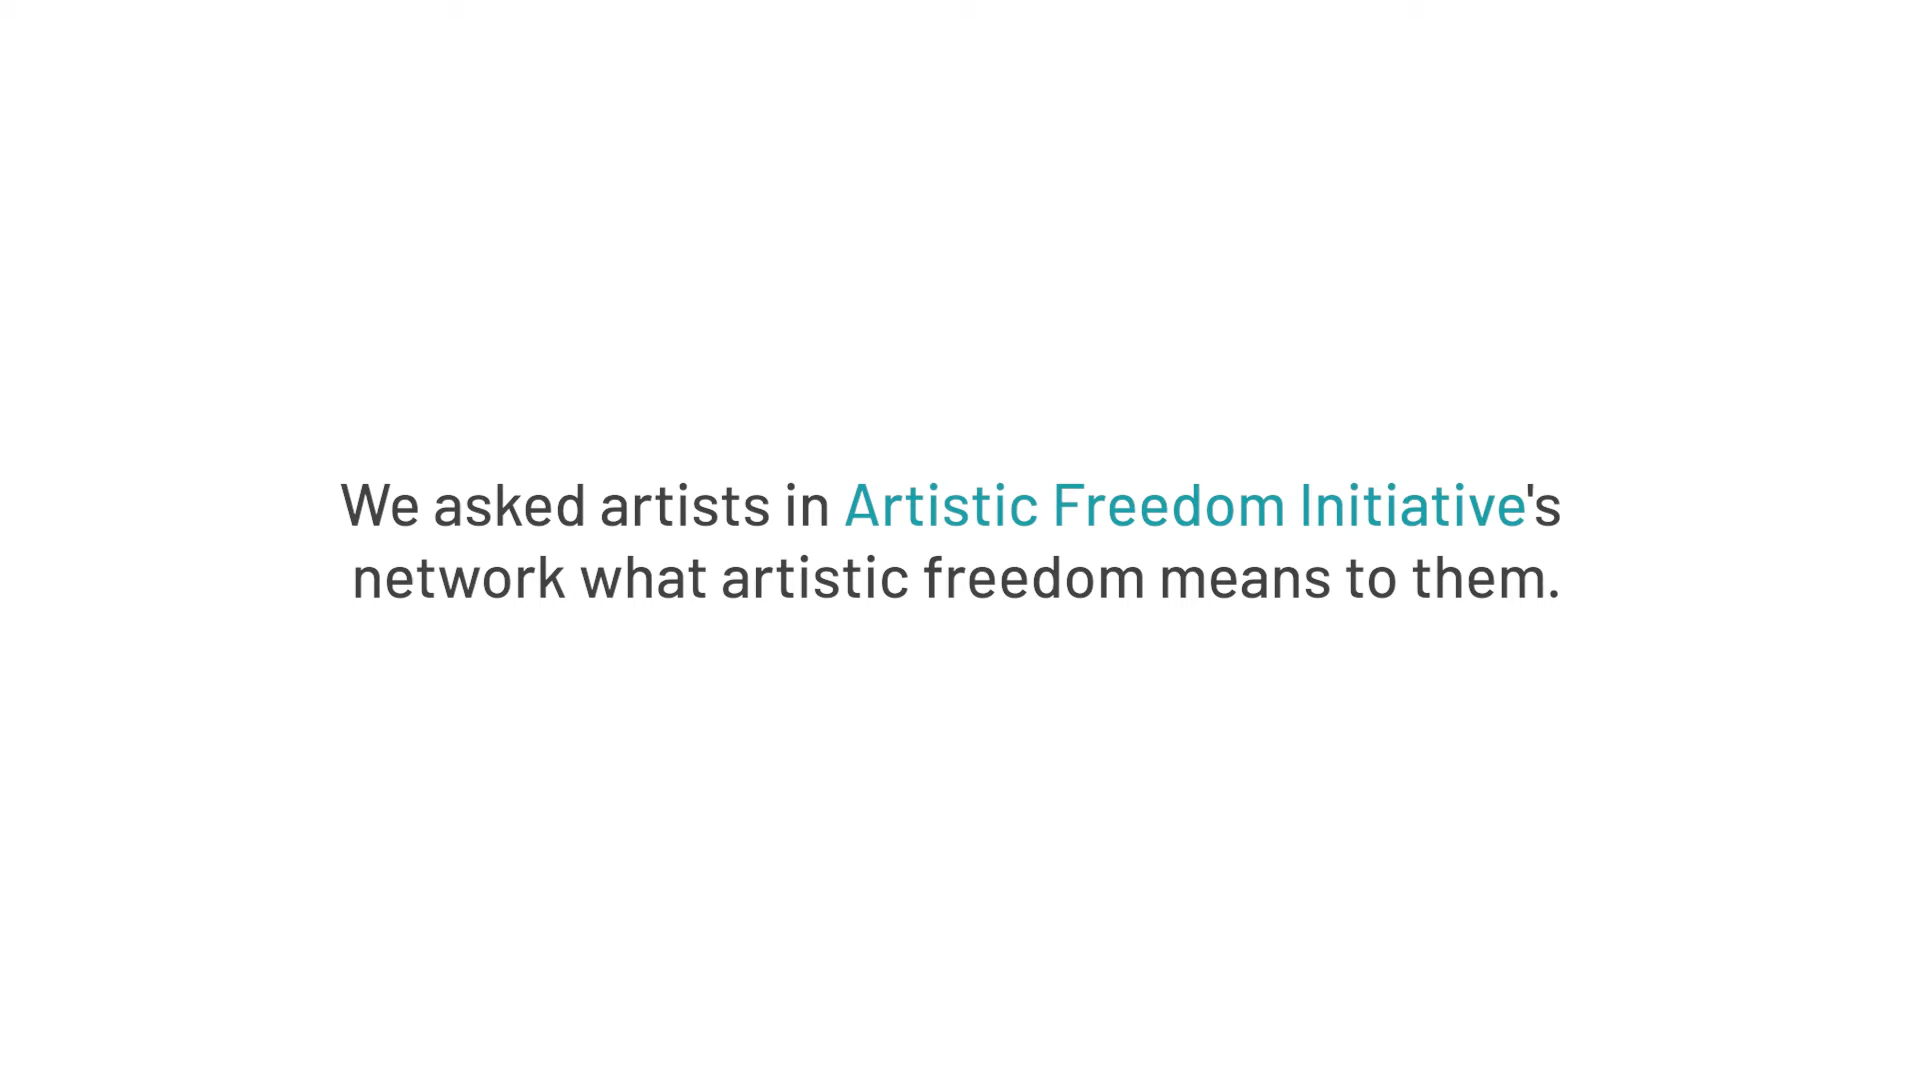 We asked artists in Artistic Freedom Initiative's
network what artistic freedom means to them.